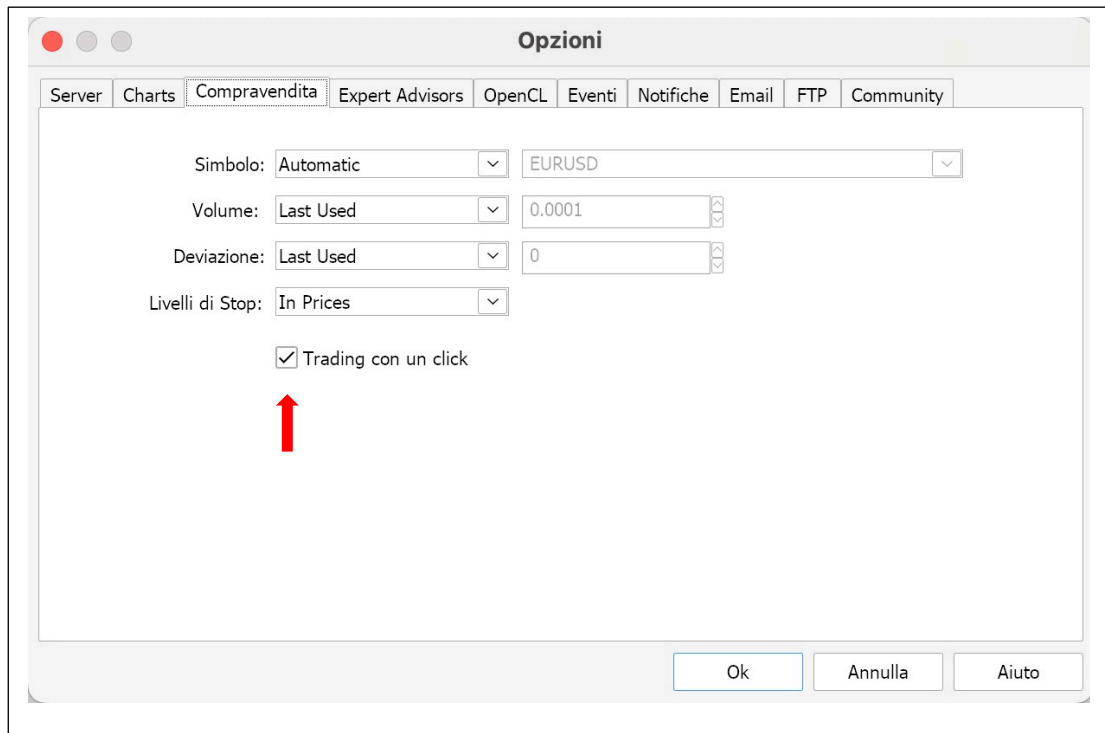 Opzioni
Server Charts Compravendita Expert Advisors OpenCL Eventi Notifiche Email FTP Community
Simbolo: Automatic EURUSD
Volume: Last Used 0.0001
Deviazione: Last Used 0
Livelli di Stop: In Prices
Trading con un click
Ok Annulla Aiuto